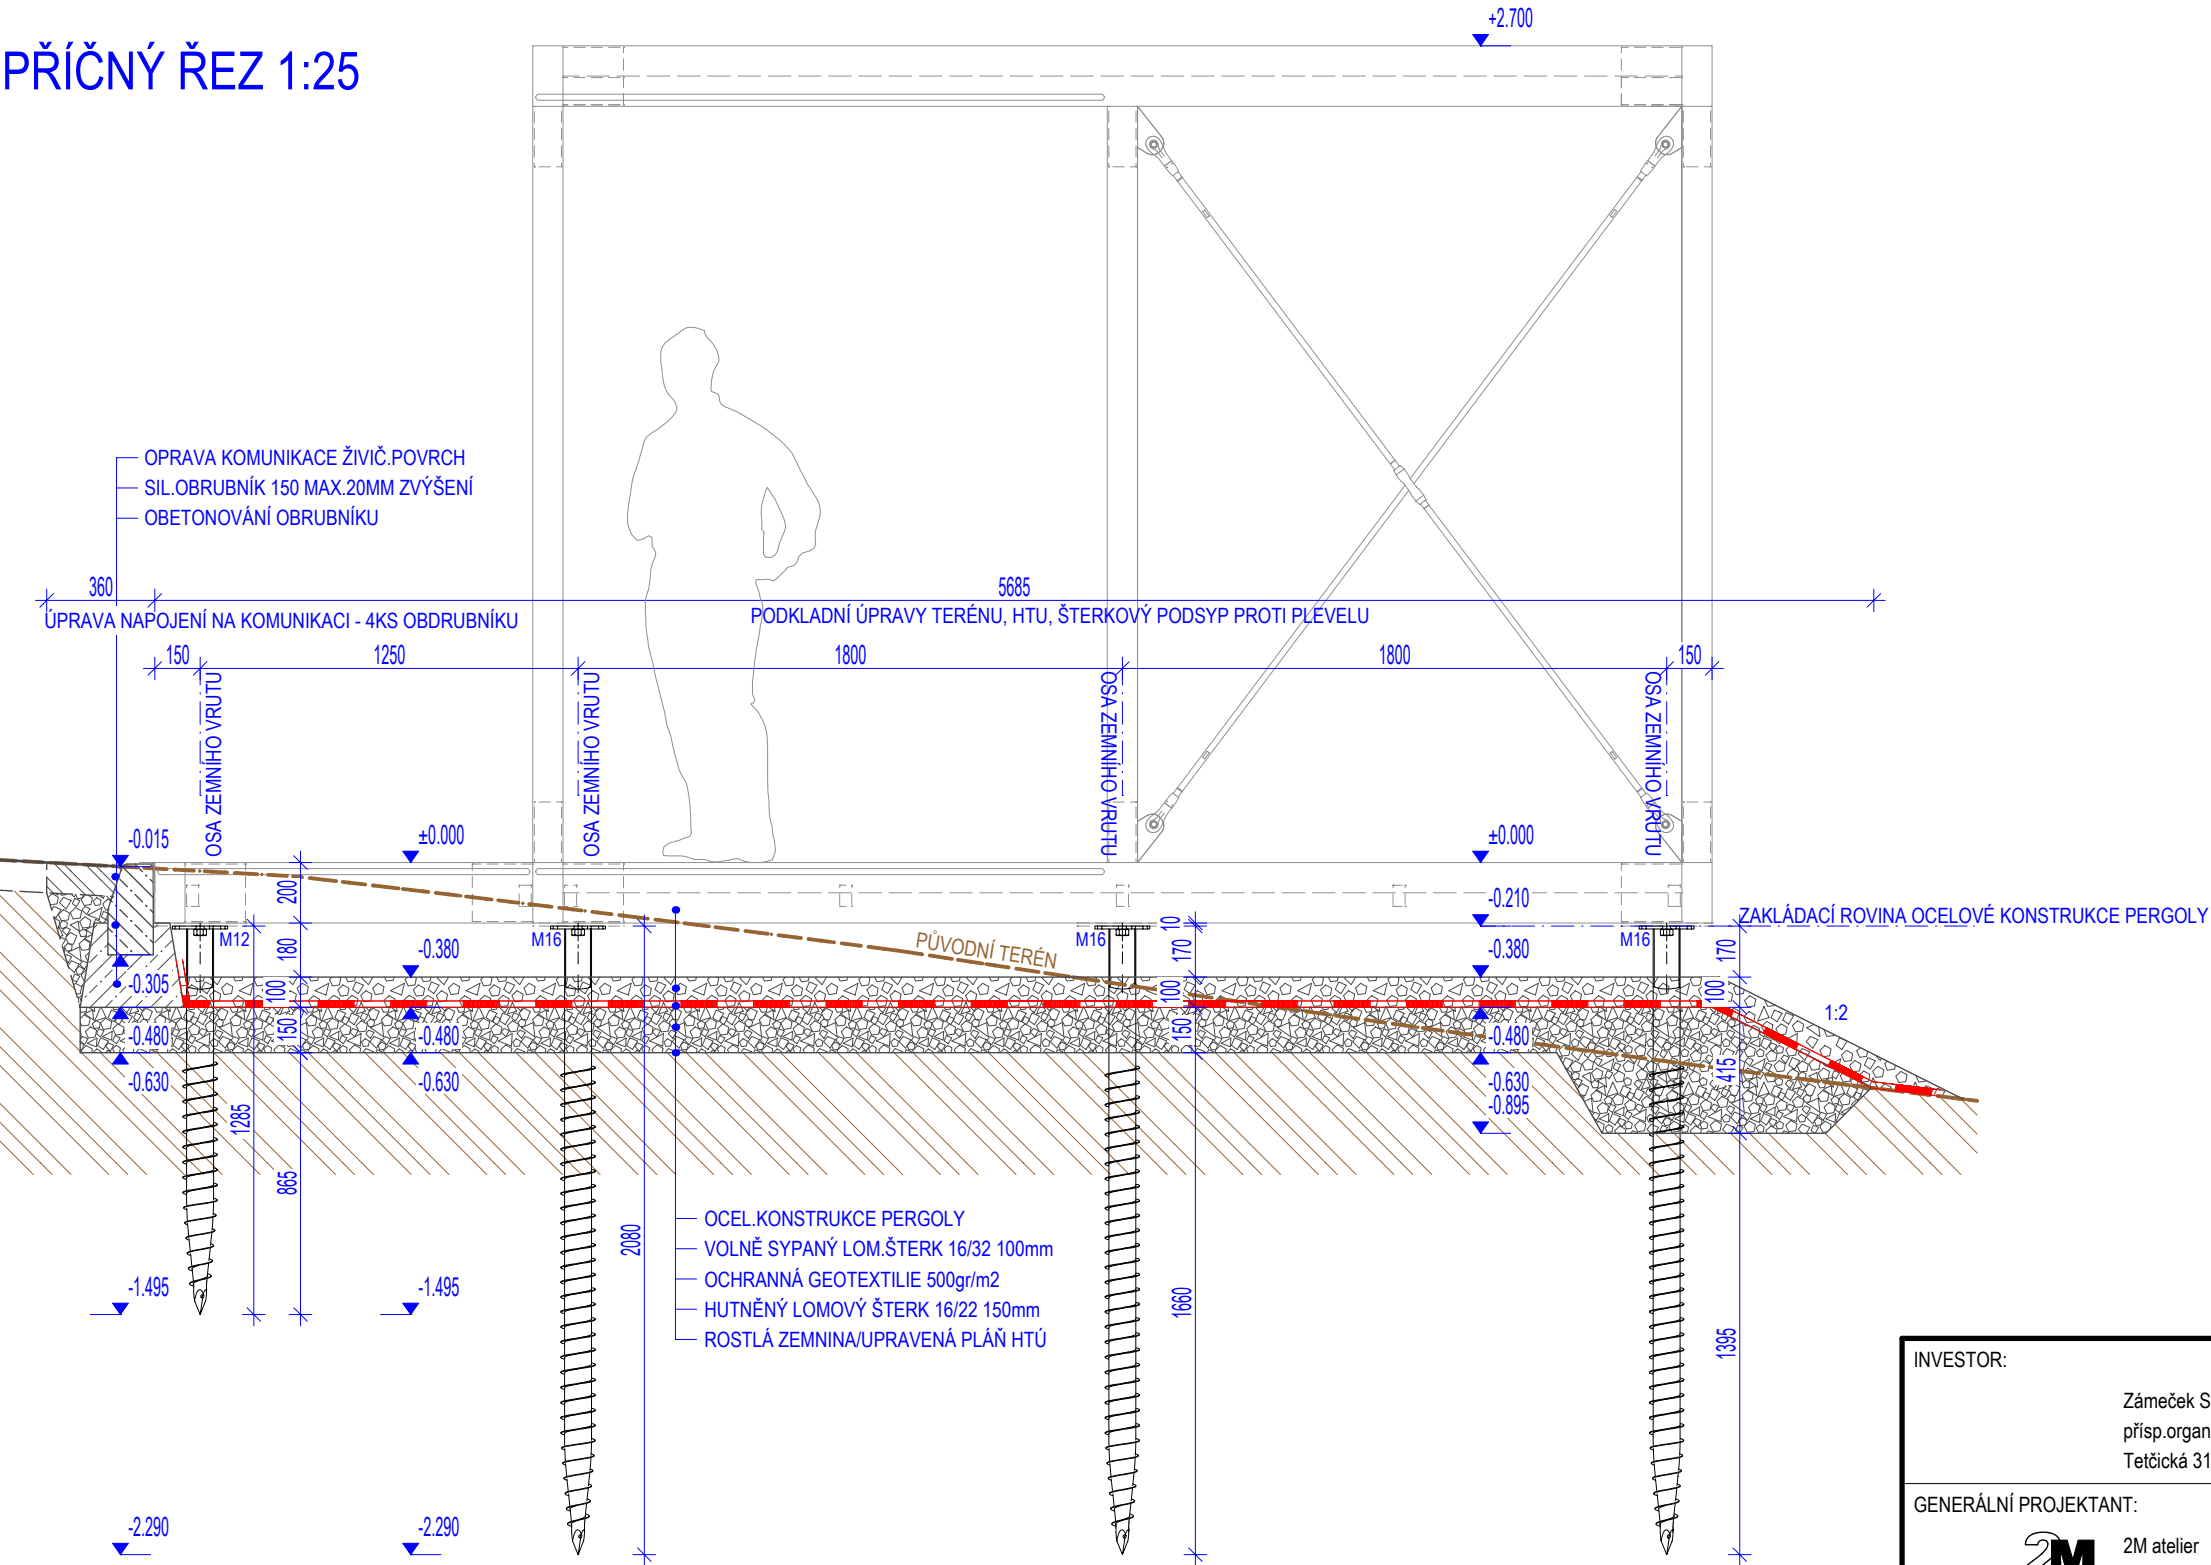 +2.700
PŘÍČNÝ ŘEZ 1:25
OPRAVA KOMUNIKACE ŽIVIČ.POVRCH
SIL.OBRUBNÍK 150 MAX.20MM ZVÝŠENÍ
OBETONOVÁNÍ OBRUBNÍKU
360
5685
ÚPRAVA NAPOJENÍ NA KOMUNIKACI - 4KS OBDRUBNÍKU
PODKLADNÍ ÚPRAVY TERÉNU, HTU, ŠTERKOVÝ PODSYP PROTI PLEVELU
150
1250
1800
1800
150
OSA ZEMNÍHO VRUTU
OSA ZEMNÍHO VRUTU
OSA ZEMNÍHO VRUTU
OSA ZEMNÍHO VRUTU
-0.015
±0.000
±0.000
200
-0.210
ZAKLÁDACÍ ROVINA OCELOVÉ KONSTRUKCE PERGOLY
M12
M16
M16
M16
10
180
170
170
PŮVODNÍ TERÉN
-0.380
-0.380
-0.305
100
100
100
1:2
-0.480
-0.480
-0.480
150
150
415
-0.630
-0.630
-0.630
-0.895
1285
865
2080
1660
1395
OCEL.KONSTRUKCE PERGOLY
VOLNĚ SYPANÝ LOM.ŠTERK 16/32 100mm
OCHRANNÁ GEOTEXTILIE 500gr/m2
HUTNĚNÝ LOMOVÝ ŠTERK 16/22 150mm
ROSTLÁ ZEMNINA/UPRAVENÁ PLÁŇ HTÚ
-1.495
-1.495
-2.290
-2.290
INVESTOR:
Zámeček S
přísp.organ
Tetčická 31
GENERÁLNÍ PROJEKTANT:
2M
2M atelier